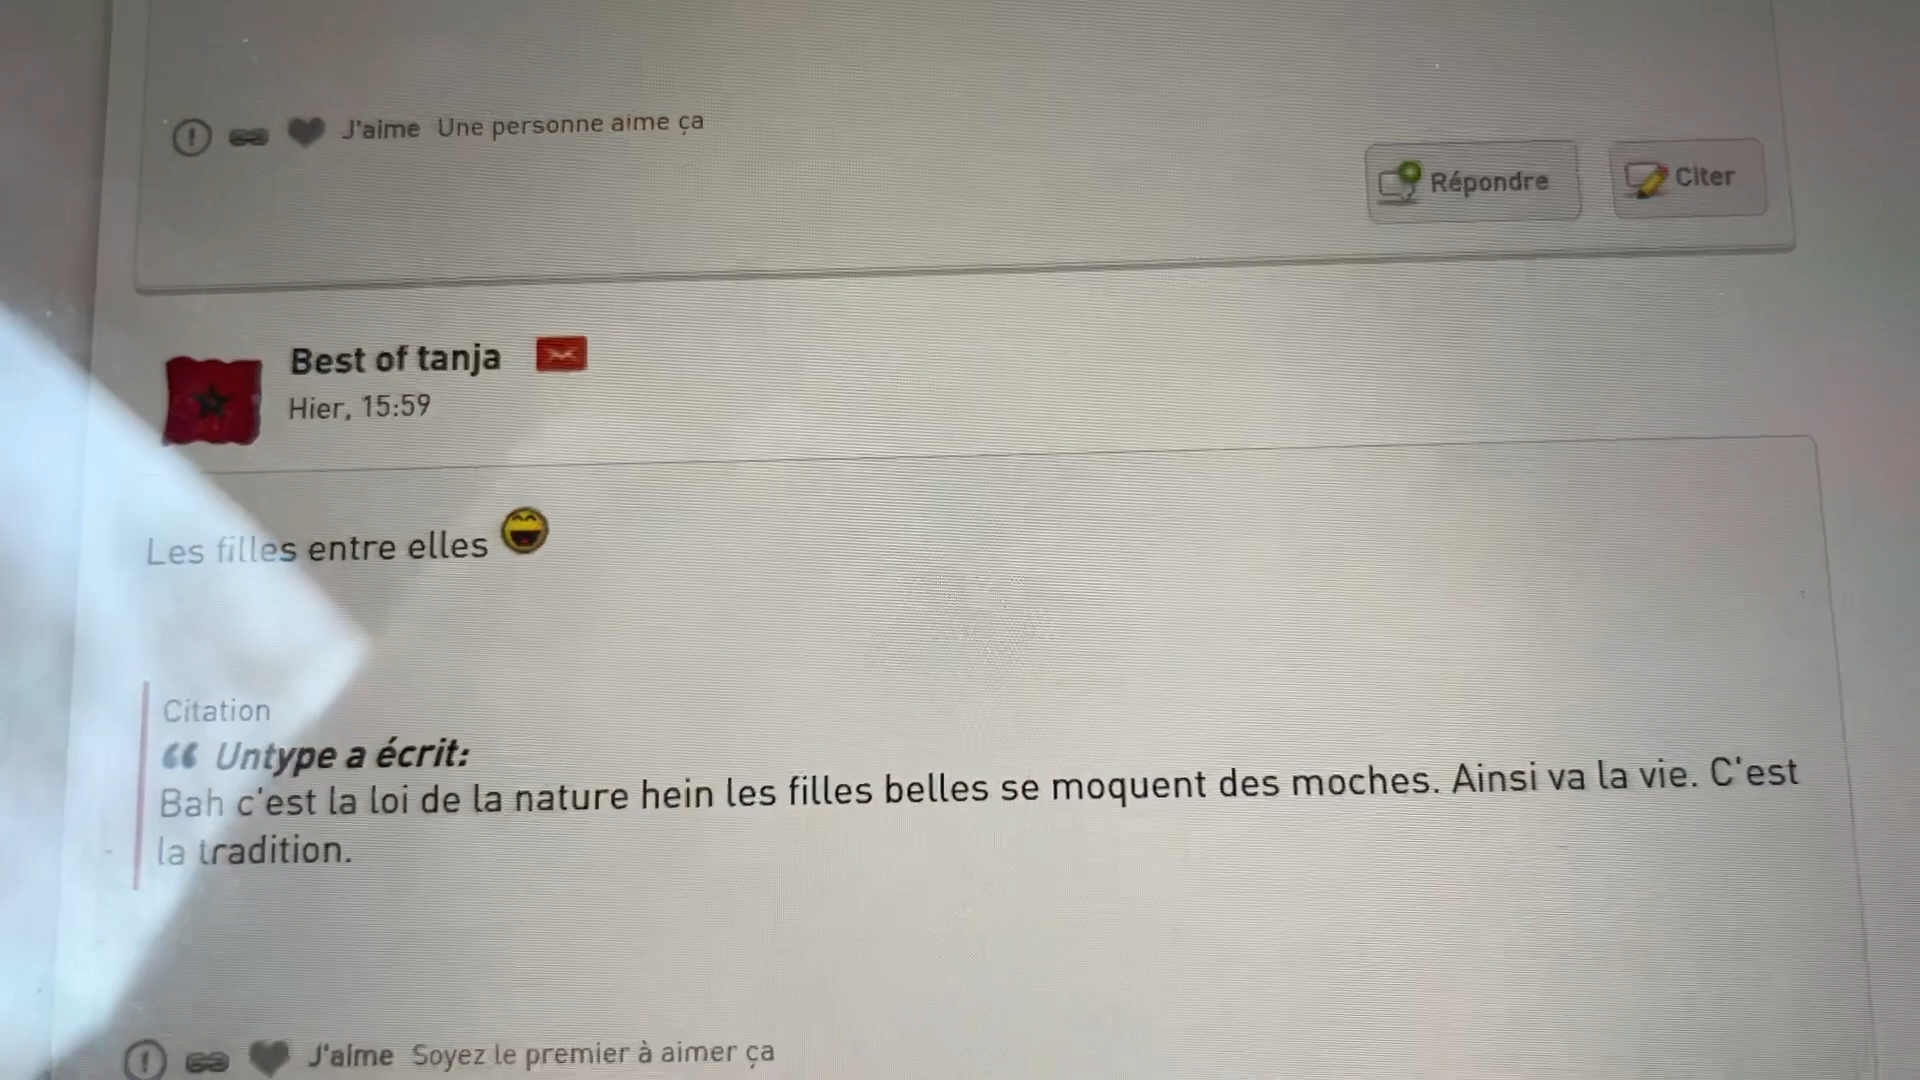 J'aime Une personne aime ça
Répondre
Citer
Best of tanja
Hier, 15:59
Les filles entre elles
Citation
Untype a écrit:
Bah c'est la loi de la nature hein les filles belles se moquent des moches. Ainsi va la vie. C'est
la tradition.
J'aime Soyez le premier à aimer ça